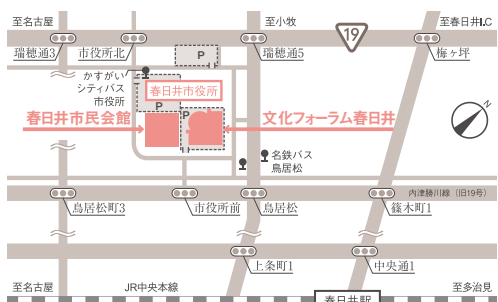 至名古屋
至小牧
至春日井I.C
19
瑞穂通3
市役所北
P
瑞穂通5
梅ヶ坪
かすがい
シティバス
市役所
春日井市役所
P
P
春日井市民会館
文化フォーラム春日井
名鉄バス
鳥居松
内津勝川線（旧19号）
鳥居松町3
市役所前
鳥居松
篠木町1
上条町1
中央通1
至名古屋
JR中央本線
春日井駅
至多治見